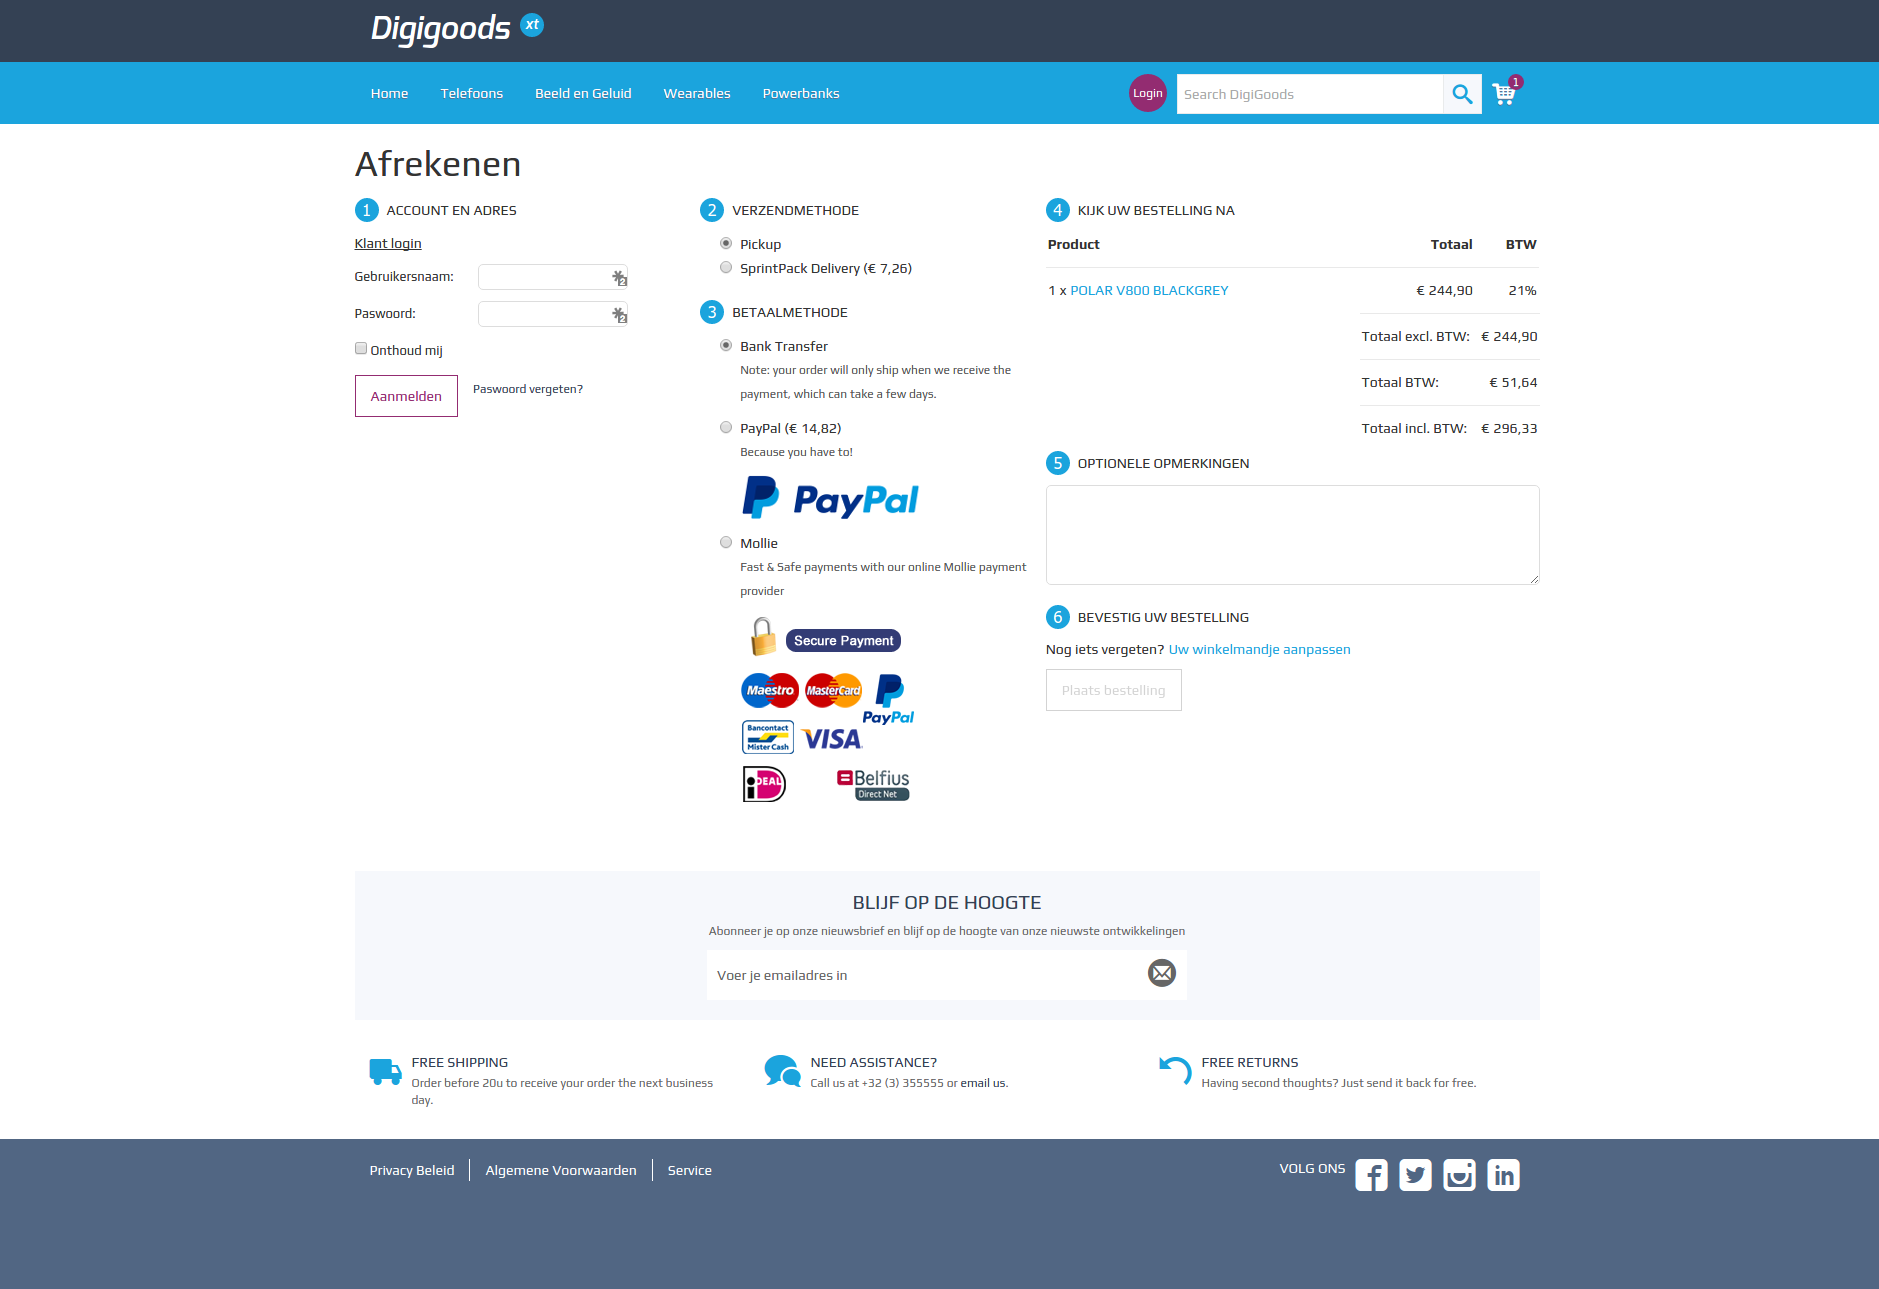 Digigoods xt
Home Telefoons Beeld en Geluid Wearables Powerbanks Login Search DigiGoods 1
Afrekenen
1 ACCOUNT EN ADRES
Klant login
Gebruikersnaam:
Paswoord:
Onthoud mij
Aanmelden Paswoord vergeten?
2 VERZENDMETHODE
Pickup
SprintPack Delivery (€ 7,26)
3 BETAALMETHODE
Bank Transfer
Note: your order will only ship when we receive the
payment, which can take a few days.
PayPal (€ 14,82)
Because you have to!
PayPal
Mollie
Fast & Safe payments with our online Mollie payment
provider
Secure Payment
Maestro MasterCard PayPal
Bancontact
Mister Cash VISA
iDEAL Belfius
Direct Net
4 KIJK UW BESTELLING NA
Product Totaal BTW
1 x POLAR V800 BLACKGREY € 244,90 21%
Totaal excl. BTW: € 244,90
Totaal BTW: € 51,64
Totaal incl. BTW: € 296,33
5 OPTIONELE OPMERKINGEN
6 BEVESTIG UW BESTELLING
Nog iets vergeten? Uw winkelmandje aanpassen
Plaats bestelling
BLIJF OP DE HOOGTE
Abonneer je op onze nieuwsbrief en blijf op de hoogte van onze nieuwste ontwikkelingen
Voer je emailadres in
FREE SHIPPING
Order before 20u to receive your order the next business
day.
NEED ASSISTANCE?
Call us at +32 (3) 355555 or email us.
FREE RETURNS
Having second thoughts? Just send it back for free.
Privacy Beleid Algemene Voorwaarden Service
VOLG ONS